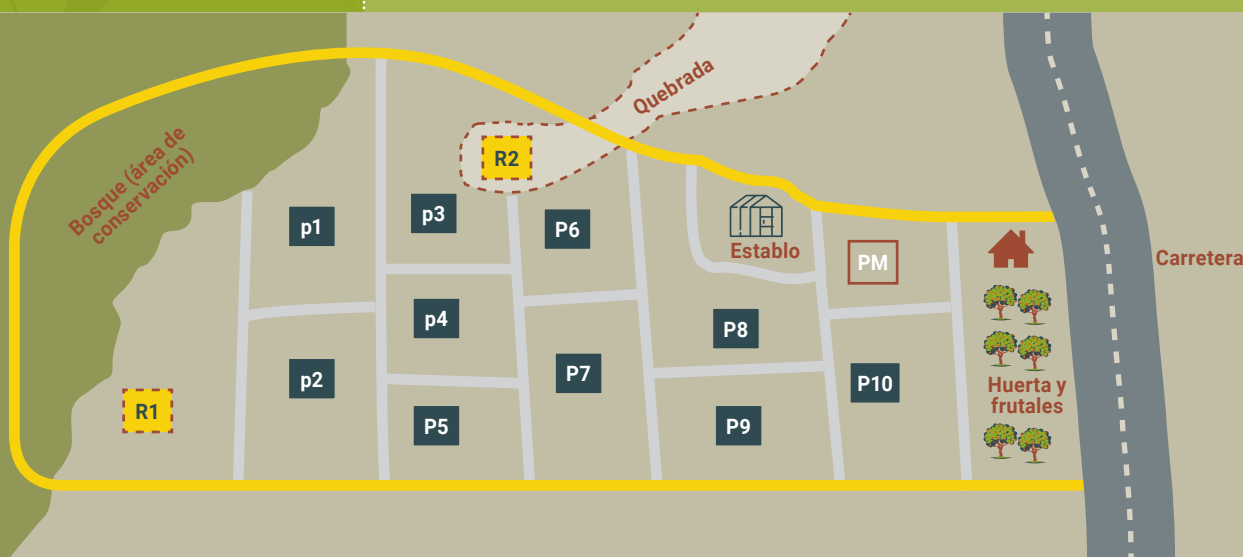 Quebrada
Bosque (área de
conservación)
R2
p1
p3
P6
Establo
PM
Carretera
p4
P8
p2
P7
P10
R1
P5
P9
Huerta y
frutales